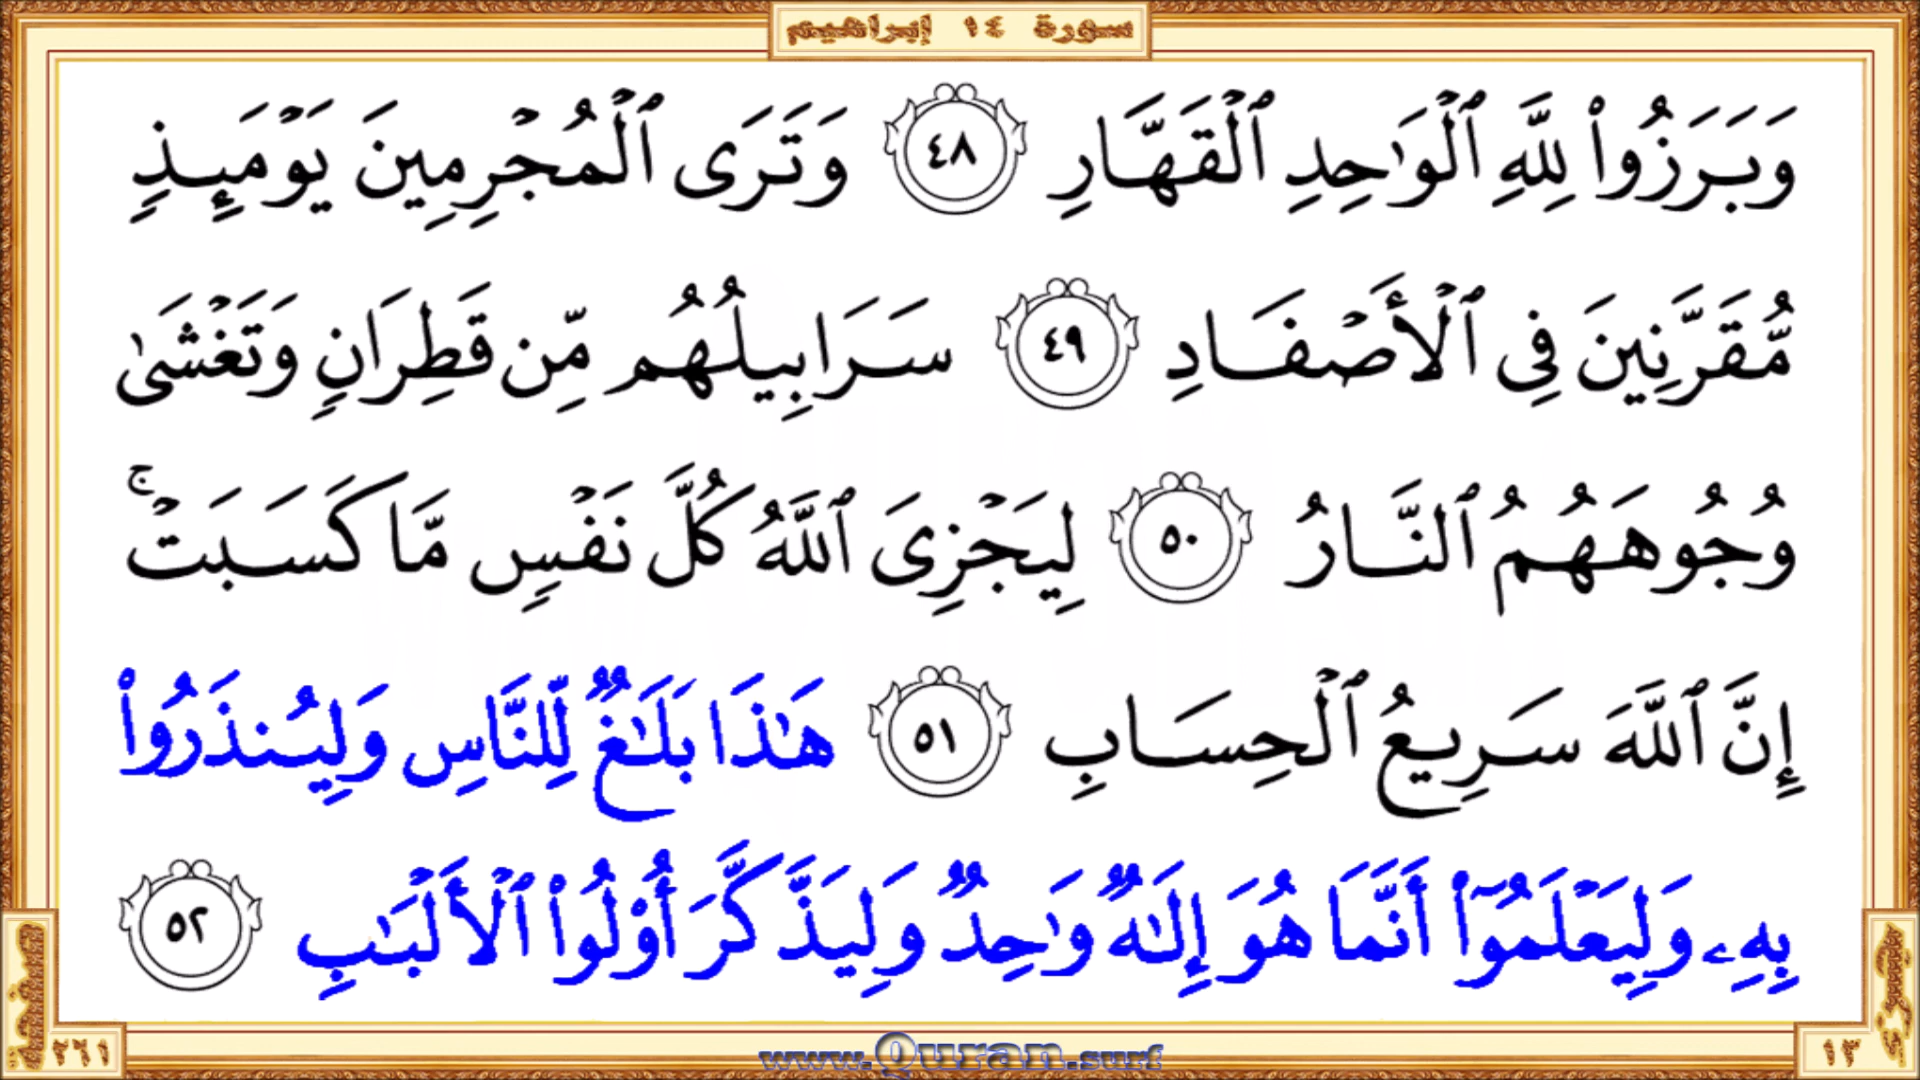 سورة ١٤ إبراهيم
وَبَرَزُوا۟ لِلَّهِ ٱلْوَٰحِدِ ٱلْقَهَّارِ ٤٨ وَتَرَى ٱلْمُجْرِمِينَ يَوْمَئِذٍ
مُّقَرَّنِينَ فِى ٱلْأَصْفَادِ ٤٩ سَرَابِيلُهُم مِّن قَطِرَانٍ وَتَغْشَىٰ
وُجُوهَهُمُ ٱلنَّارُ ٥٠ لِيَجْزِىَ ٱللَّهُ كُلَّ نَفْسٍ مَّا كَسَبَتْ ۚ
إِنَّ ٱللَّهَ سَرِيعُ ٱلْحِسَابِ ٥١ هَٰذَا بَلَٰغٌ لِّلنَّاسِ وَلِيُنذَرُوا۟
بِهِۦ وَلِيَعْلَمُوٓا۟ أَنَّمَا هُوَ إِلَٰهٌ وَٰحِدٌ وَلِيَذَّكَّرَ أُو۟لُوا۟ ٱلْأَلْبَٰبِ ٥٢
صفحة ٢٦١
www.Quran.surf
١٣